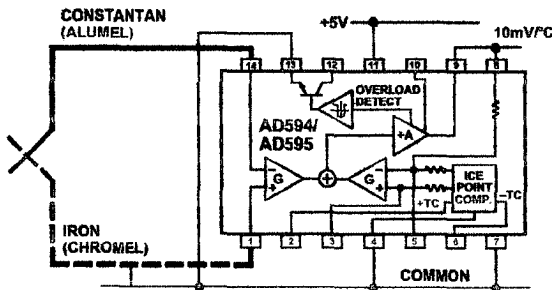 CONSTANTAN
(ALUMEL)
+5V
10mV/°C
14
13
12
11
10
9
8
OVERLOAD
DETECT
AD594/
AD595
+A
G
G
ICE
POINT
COMP.
+TC
–TC
IRON
(CHROMEL)
1
2
3
4
5
6
7
COMMON